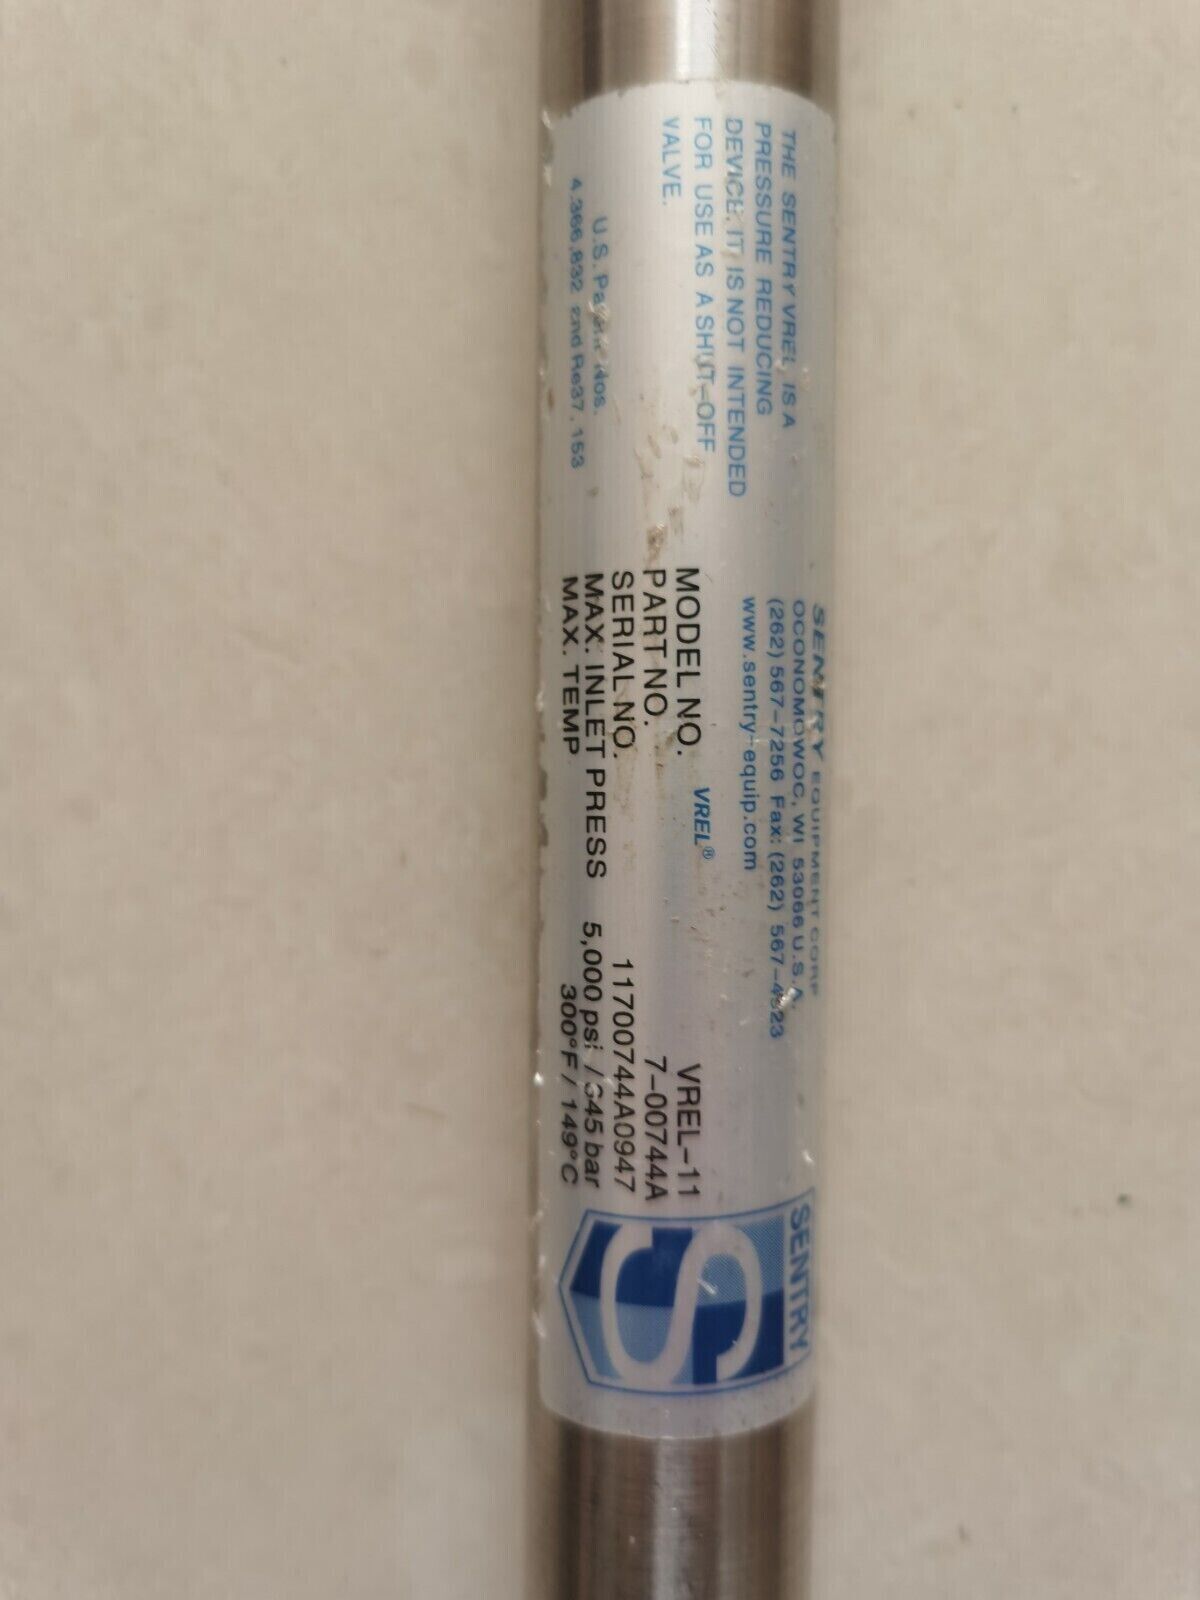 THE SENTRY VREL IS A
PRESSURE REDUCING
DEVICE. IT IS NOT INTENDED
FOR USE AS A SHUT-OFF
VALVE.
U.S. Patent Nos.
4,366,832 and Re37,153
SENTRY EQUIPMENT CORP
OCONOMOWOC, WI 53066 U.S.A.
(262) 567-7256 Fax: (262) 567-4523
www.sentry-equip.com
VREL®
MODEL NO. VREL-11
PART NO. 7-00744A
SERIAL NO. 11700744A0947
MAX. INLET PRESS 5,000 psi / 345 bar
MAX. TEMP 300°F / 149°C
SENTRY
S